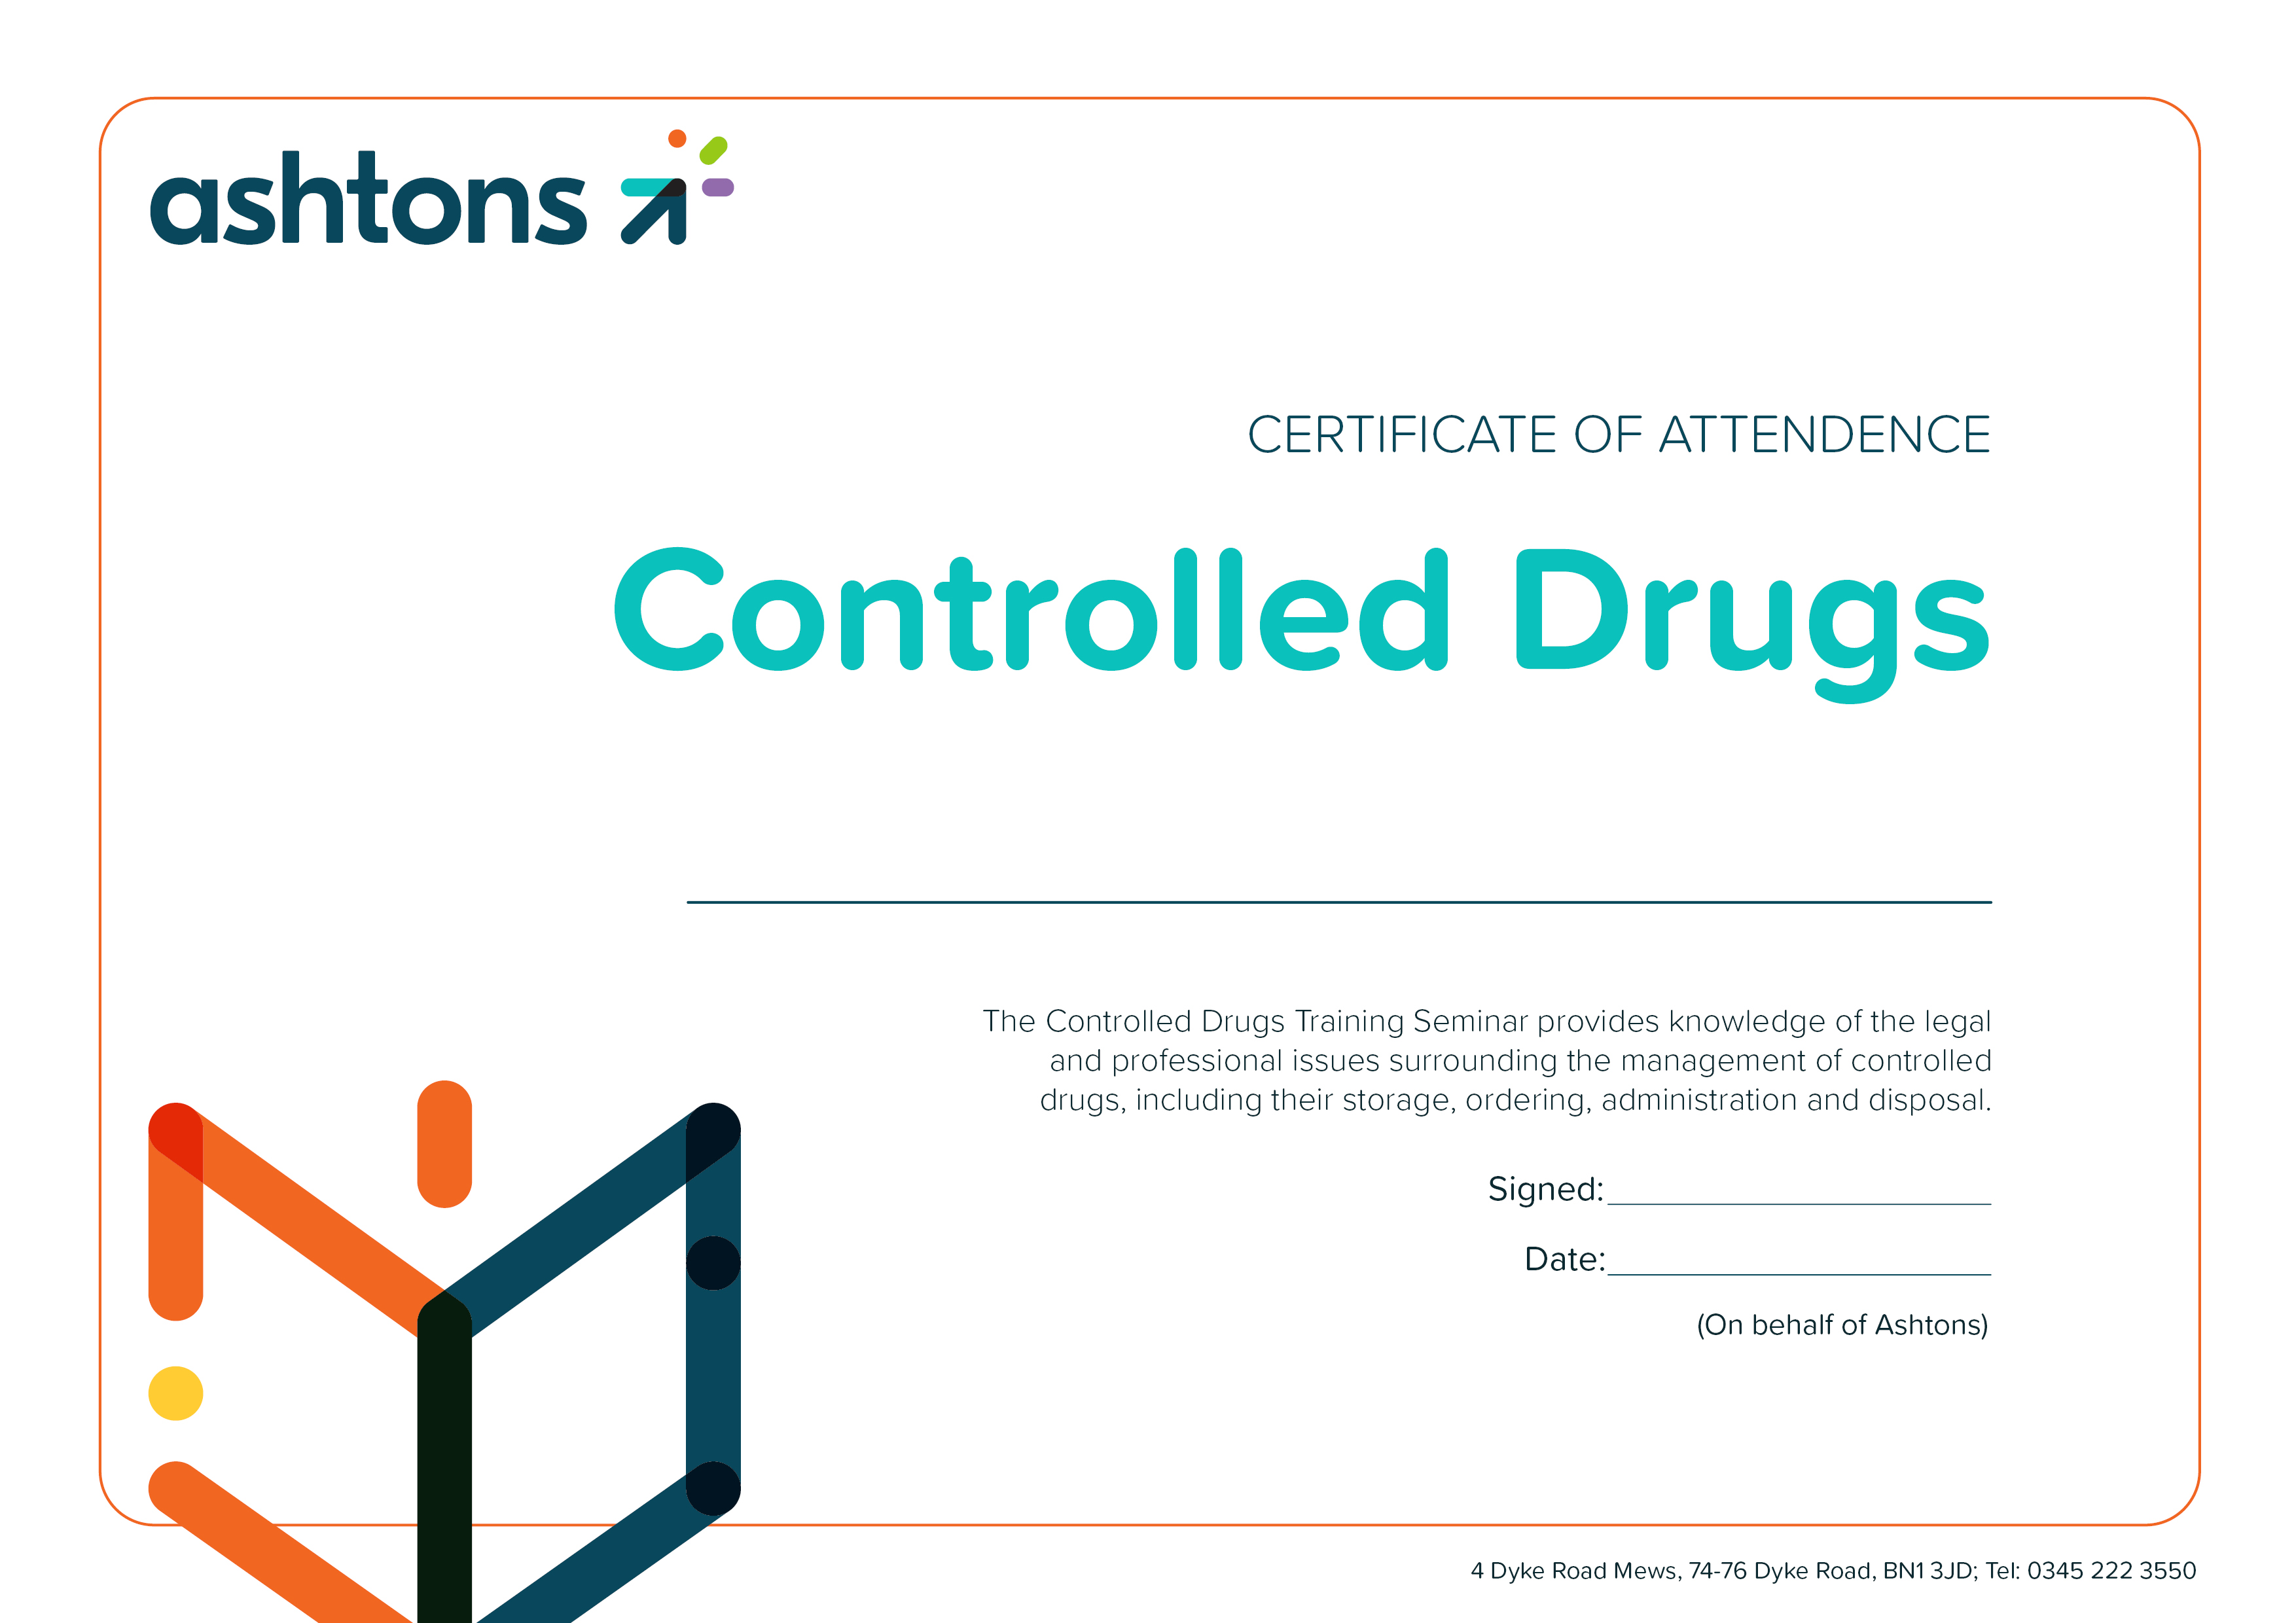 ashtons
CERTIFICATE OF ATTENDENCE
Controlled Drugs
The Controlled Drugs Training Seminar provides knowledge of the legal
and professional issues surrounding the management of controlled
drugs, including their storage, ordering, administration and disposal.
Signed:
Date:
(On behalf of Ashtons)
4 Dyke Road Mews, 74-76 Dyke Road, BN1 3JD; Tel: 0345 222 3550